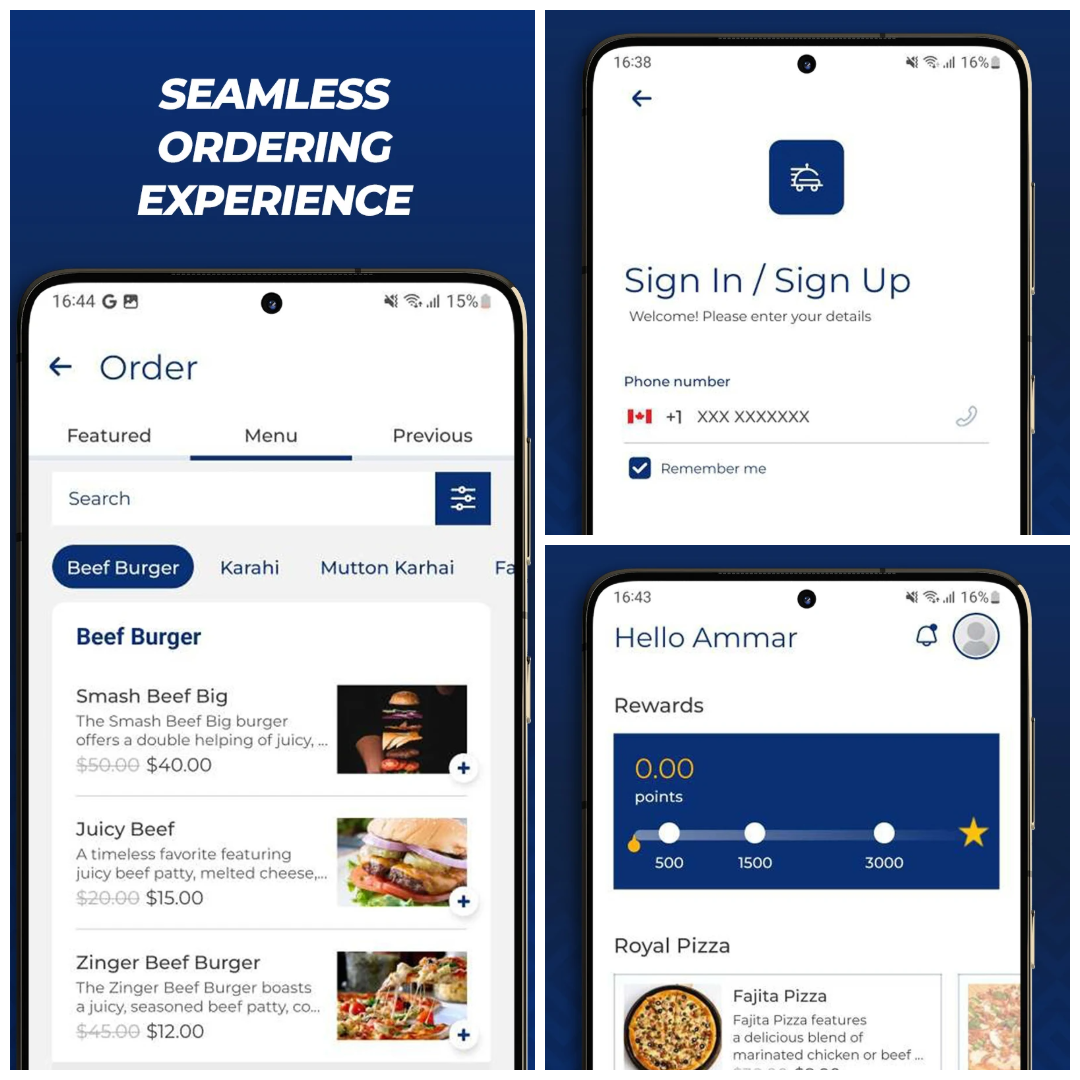 SEAMLESS
ORDERING
EXPERIENCE
16:44 G 15%
Order
Featured Menu Previous
Search
Beef Burger Karahi Mutton Karhai Fa
Beef Burger
Smash Beef Big
The Smash Beef Big burger
offers a double helping of juicy, ...
$50.00 $40.00
Juicy Beef
A timeless favorite featuring
juicy beef patty, melted cheese,...
$20.00 $15.00
Zinger Beef Burger
The Zinger Beef Burger boasts
a juicy, seasoned beef patty, co...
$45.00 $12.00
16:38 16%
Sign In / Sign Up
Welcome! Please enter your details
Phone number
+1 XXX XXXXXXX
Remember me
16:43 16%
Hello Ammar
Rewards
0.00
points
500 1500 3000
Royal Pizza
Fajita Pizza
Fajita Pizza features
a delicious blend of
marinated chicken or beef ...